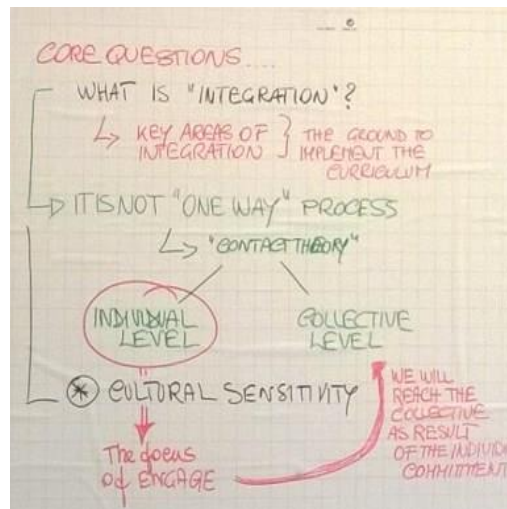 CORE QUESTIONS....
WHAT IS "INTEGRATION"?
KEY AREAS OF
INTEGRATION
THE GROUND TO
IMPLEMENT THE
CURRICULUM
IT IS NOT "ONE WAY" PROCESS
"CONTACT THEORY"
INDIVIDUAL
LEVEL
COLLECTIVE
LEVEL
* CULTURAL SENSITIVITY
The focus
of ENGAGE
WE WILL
REACH THE
COLLECTIVE
AS RESULT
OF THE INDIVID
COMMITMENT